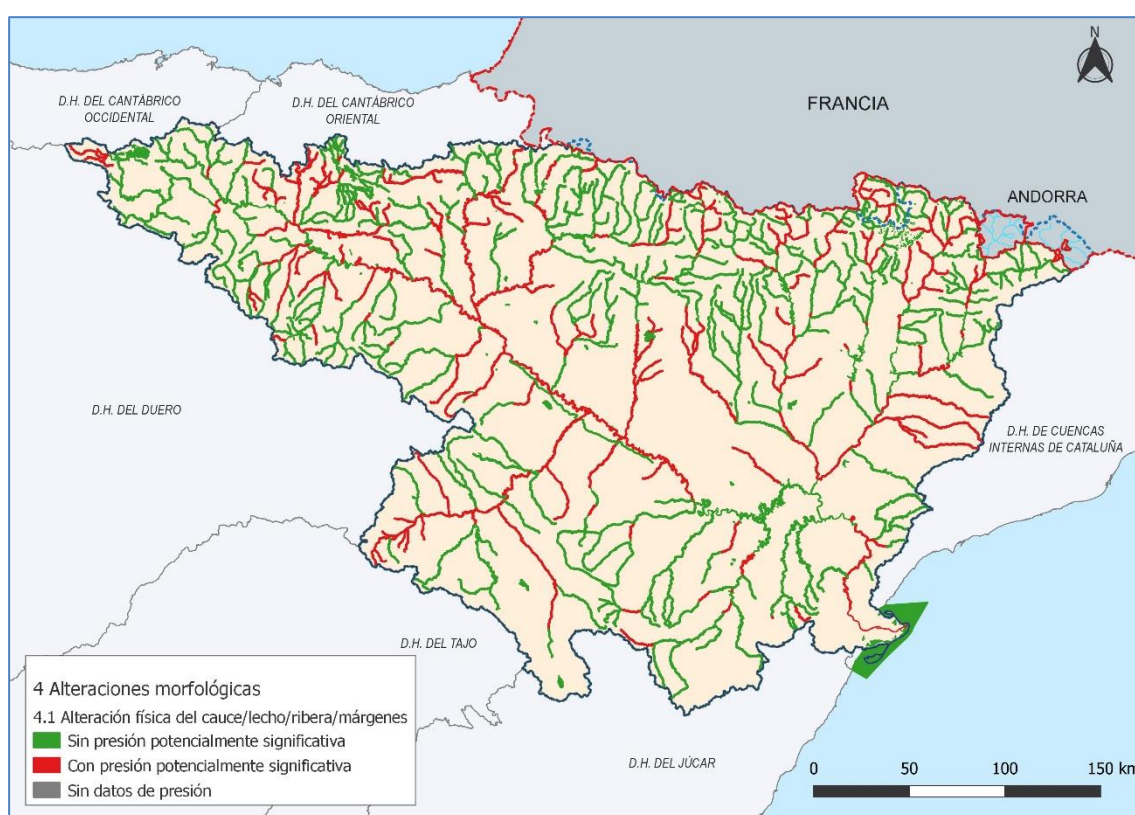 N
D.H. DEL CANTÁBRICO
OCCIDENTAL
D.H. DEL CANTÁBRICO
ORIENTAL
FRANCIA
ANDORRA
D.H. DEL DUERO
D.H. DE CUENCAS
INTERNAS DE CATALUÑA
D.H. DEL TAJO
D.H. DEL JÚCAR
4 Alteraciones morfológicas
4.1 Alteración física del cauce/lecho/ribera/márgenes
Sin presión potencialmente significativa
Con presión potencialmente significativa
Sin datos de presión
0 50 100 150 km